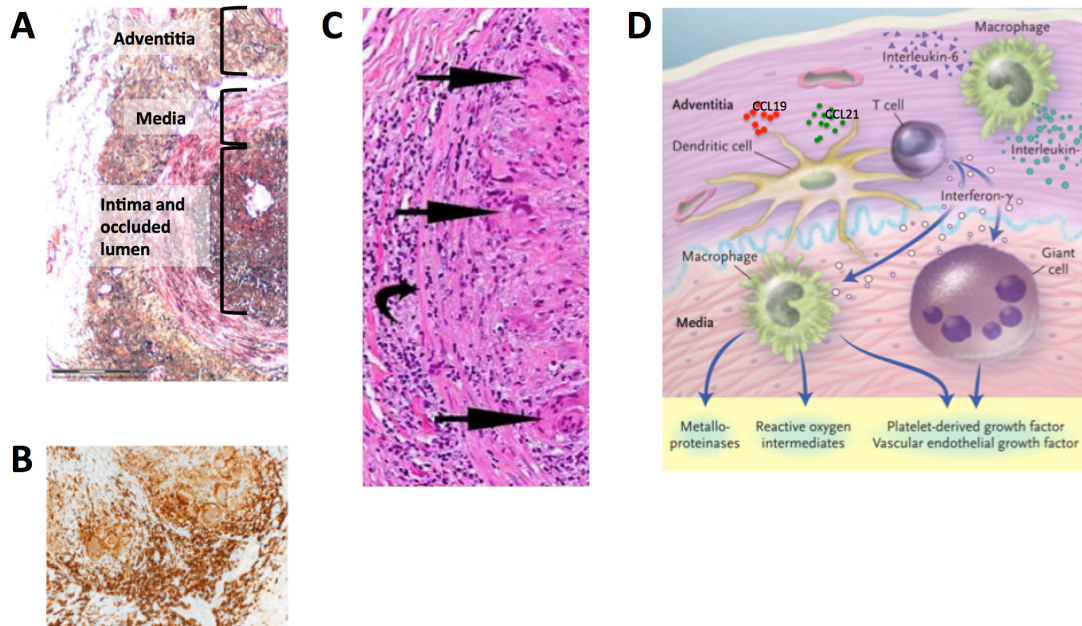 A
Adventitia
Media
Intima and
occluded
lumen
B
C
D
Macrophage
Interleukin-6
Adventitia
CCL19
CCL21
T cell
Dendritic cell
Interleukin-
Interferon-γ
Macrophage
Giant
cell
Media
Metallo-
proteinases
Reactive oxygen
intermediates
Platelet-derived growth factor
Vascular endothelial growth factor